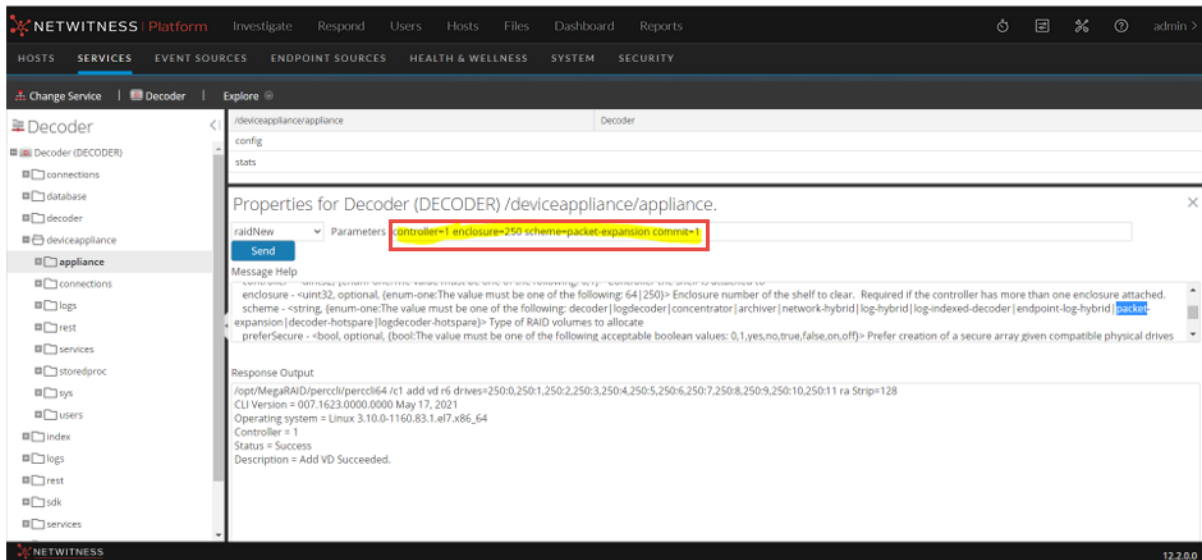 NETWITNESS | Platform Investigate Respond Users Hosts Files Dashboard Reports admin >
HOSTS SERVICES EVENT SOURCES ENDPOINT SOURCES HEALTH & WELLNESS SYSTEM SECURITY
Change Service | Decoder | Explore
Decoder
/deviceappliance/appliance Decoder
config
stats
Decoder (DECODER)
connections
database
decoder
deviceappliance
appliance
connections
logs
rest
services
storedproc
sys
users
index
logs
rest
sdk
services
Properties for Decoder (DECODER) /deviceappliance/appliance.
raidNew Parameters controller=1 enclosure=250 scheme=packet-expansion commit=1
Send
Message Help
enclosure - <uint32, optional, {enum-one:The value must be one of the following: 64|250}> Enclosure number of the shelf to clear. Required if the controller has more than one enclosure attached.
scheme - <string, {enum-one:The value must be one of the following: decoder|logdecoder|concentrator|archiver|network-hybrid|log-hybrid|log-indexed-decoder|endpoint-log-hybrid|packet-
expansion|decoder-hotspare|logdecoder-hotspare}> Type of RAID volumes to allocate
preferSecure - <bool, optional, {bool:The value must be one of the following acceptable boolean values: 0,1,yes,no,true,false,on,off}> Prefer creation of a secure array given compatible physical drives
Response Output
/opt/MegaRAID/perccli/perccli64 /c1 add vd r6 drives=250:0,250:1,250:2,250:3,250:4,250:5,250:6,250:7,250:8,250:9,250:10,250:11 ra Strip=128
CLI Version = 007.1623.0000.0000 May 17, 2021
Operating system = Linux 3.10.0-1160.83.1.el7.x86_64
Controller = 1
Status = Success
Description = Add VD Succeeded.
NETWITNESS 12.2.0.0